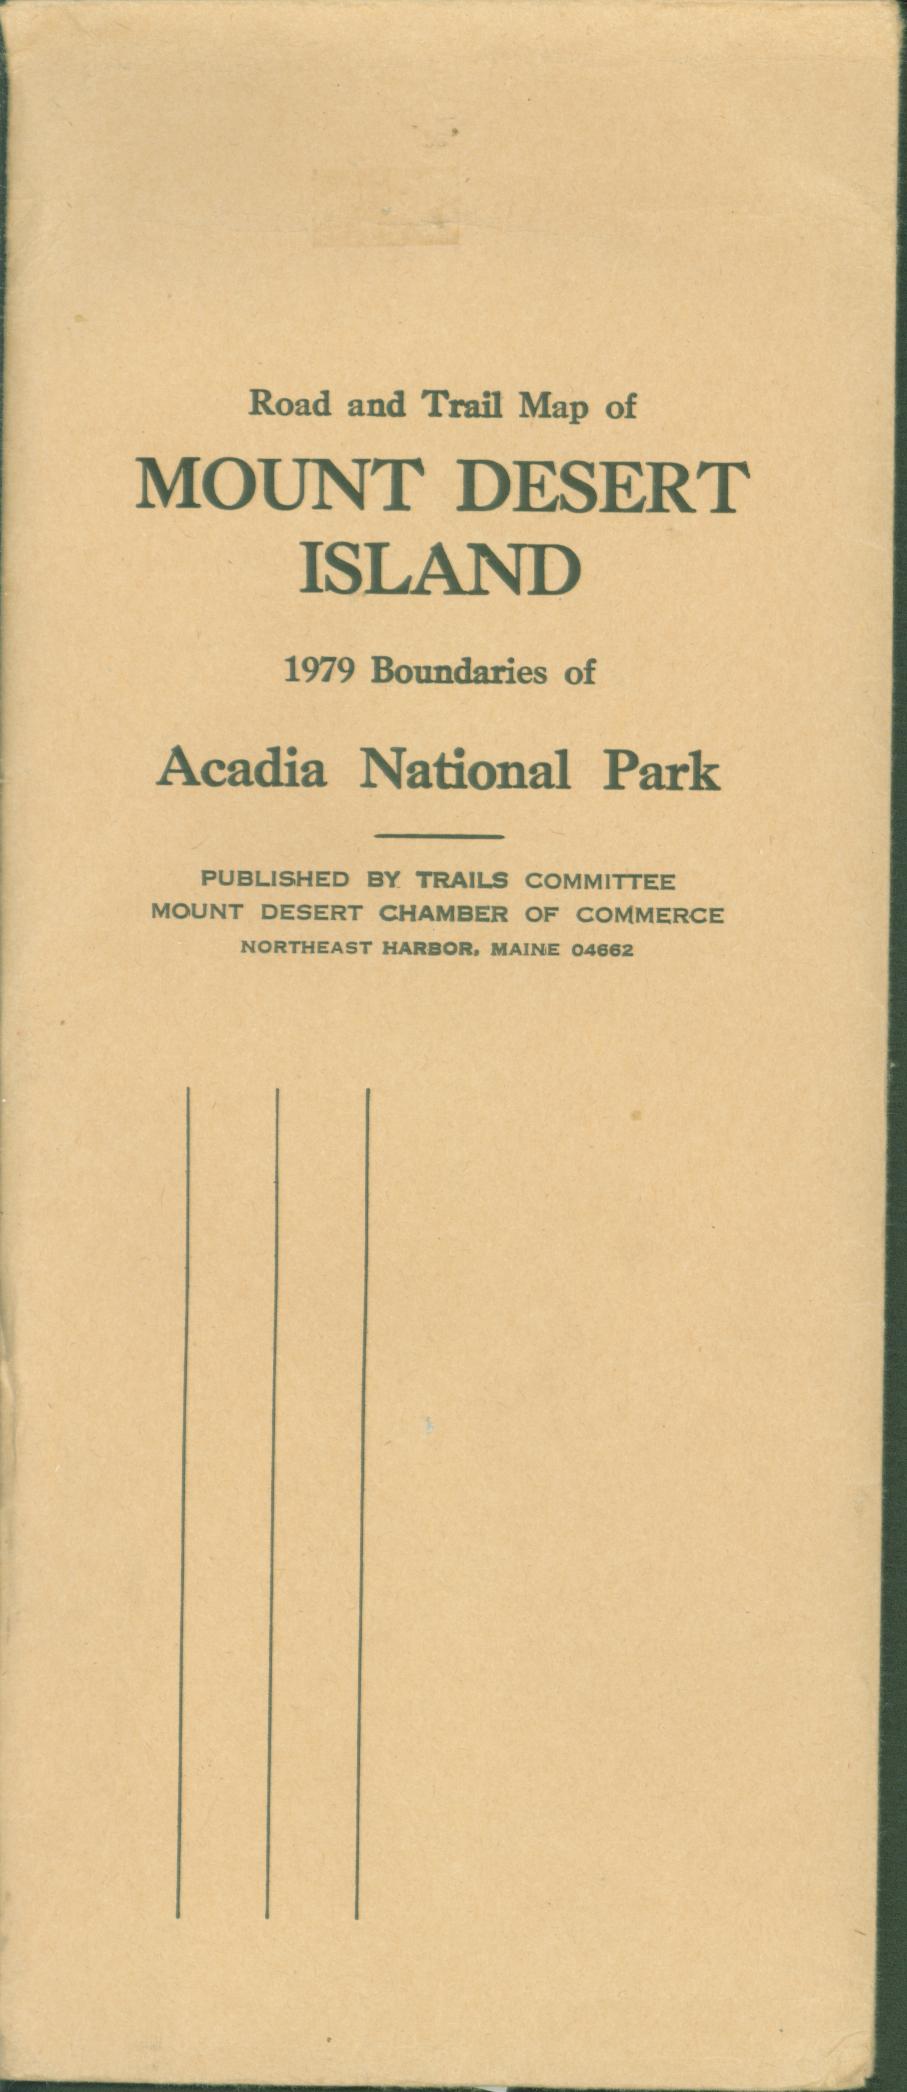 Road and Trail Map of
MOUNT DESERT
ISLAND
1979 Boundaries of
Acadia National Park
PUBLISHED BY TRAILS COMMITTEE
MOUNT DESERT CHAMBER OF COMMERCE
NORTHEAST HARBOR, MAINE 04662